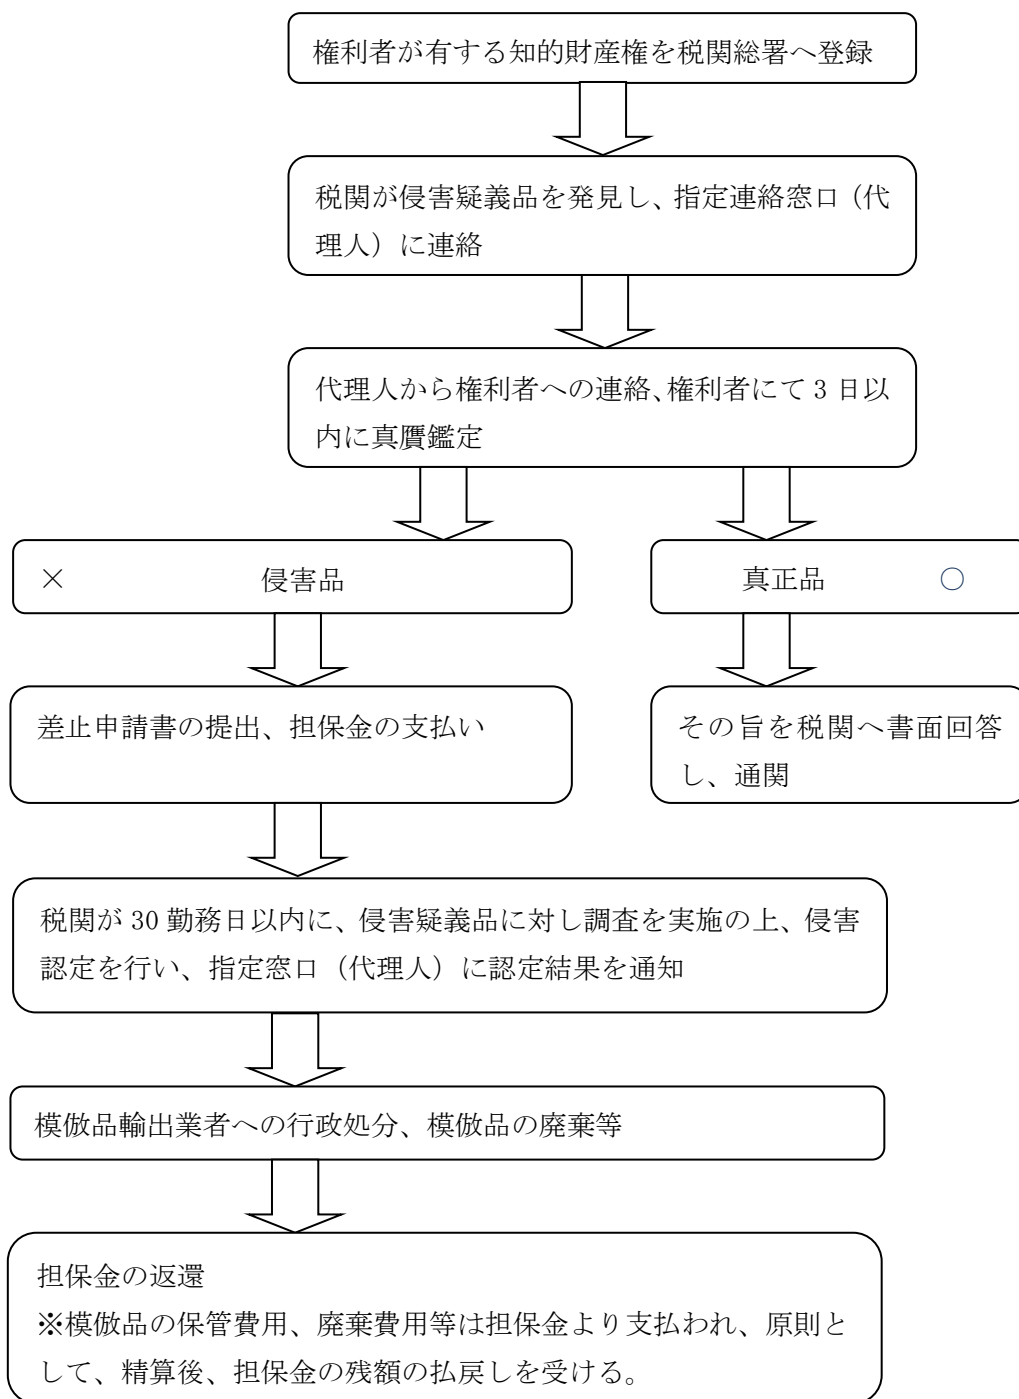 権利者が有する知的財産権を税関総署へ登録
税関が侵害疑義品を発見し、指定連絡窓口（代
理人）に連絡
代理人から権利者への連絡、権利者にて 3 日以
内に真贋鑑定
× 侵害品
真正品 ○
差止申請書の提出、担保金の支払い
その旨を税関へ書面回答
し、通関
税関が 30 勤務日以内に、侵害疑義品に対し調査を実施の上、侵害
認定を行い、指定窓口（代理人）に認定結果を通知
模倣品輸出業者への行政処分、模倣品の廃棄等
担保金の返還
※模倣品の保管費用、廃棄費用等は担保金より支払われ、原則と
して、精算後、担保金の残額の払戻しを受ける。